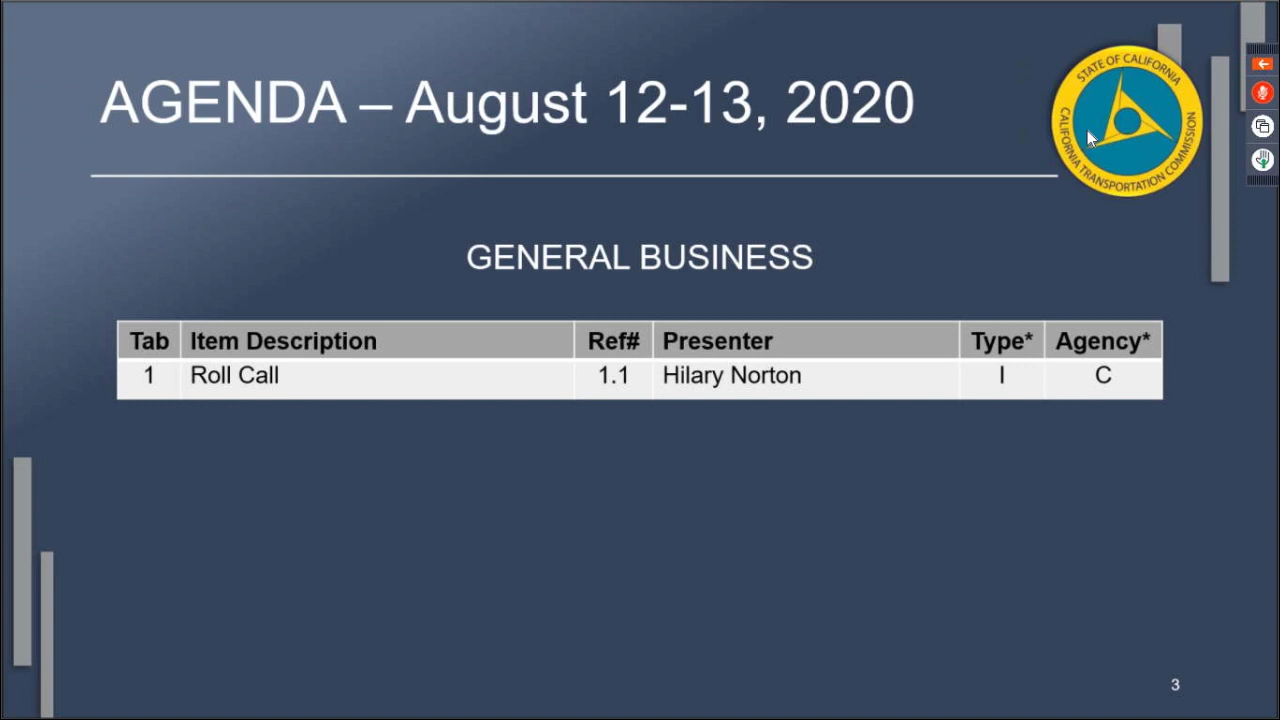 AGENDA – August 12-13, 2020
STATE OF CALIFORNIA
CALIFORNIA TRANSPORTATION COMMISSION
GENERAL BUSINESS
Tab Item Description Ref# Presenter Type* Agency*
1 Roll Call 1.1 Hilary Norton I C
3